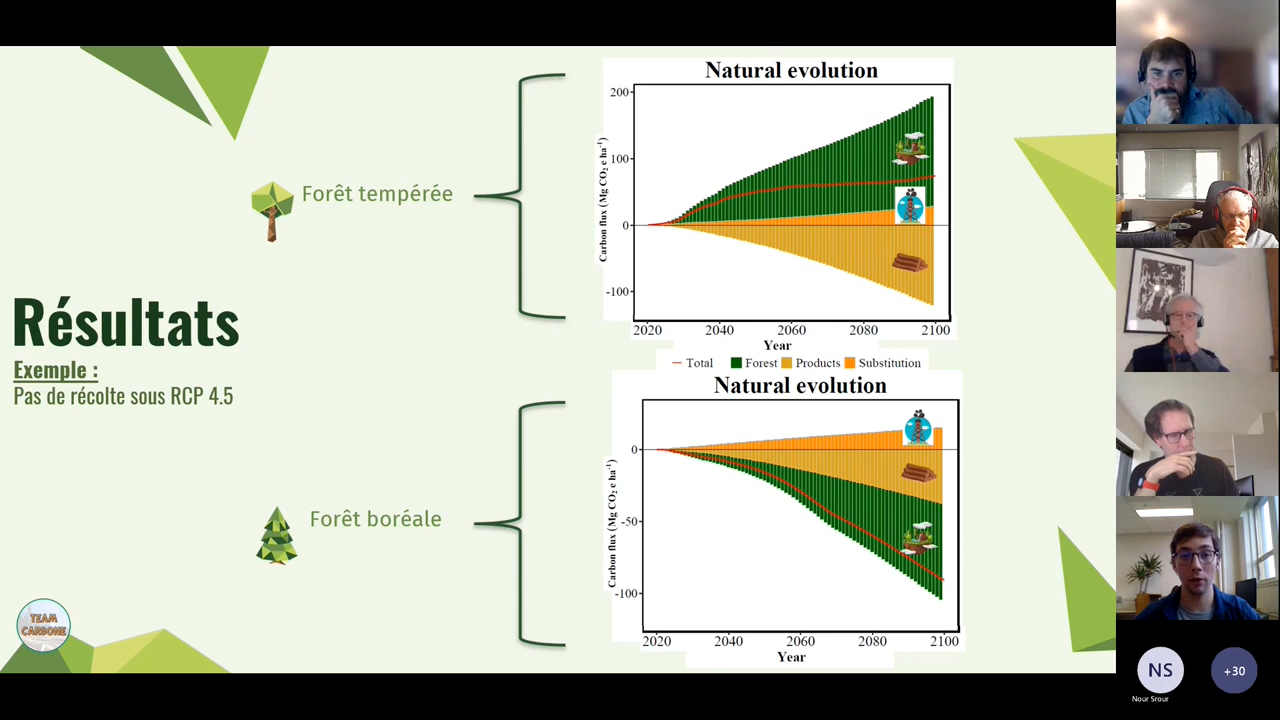 Résultats
Exemple :
Pas de récolte sous RCP 4.5
TEAM
CARBONE
Forêt tempérée
Forêt boréale
Natural evolution
Carbon flux (Mg CO2 e ha-1)
200
100
0
-100
2020 2040 2060 2080 2100
Year
Total Forest Products Substitution
Natural evolution
Carbon flux (Mg CO2 e ha-1)
0
-50
-100
2020 2040 2060 2080 2100
Year
NS
Nour Srour
+30